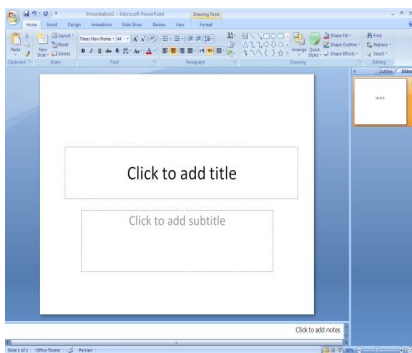 Presentation1 - Microsoft PowerPoint
Drawing Tools
Home Insert Design Animations Slide Show Review View Format
Paste
New Slide
Layout
Reset
Delete
Times New Roma 44
Arrange
Quick Styles
Shape Fill
Shape Outline
Shape Effects
Find
Replace
Select
Clipboard Slides Font Paragraph Drawing Editing
Outline Slides
Click to add title
Click to add subtitle
Click to add notes
Slide 1 of 1 "Office Theme" Persian